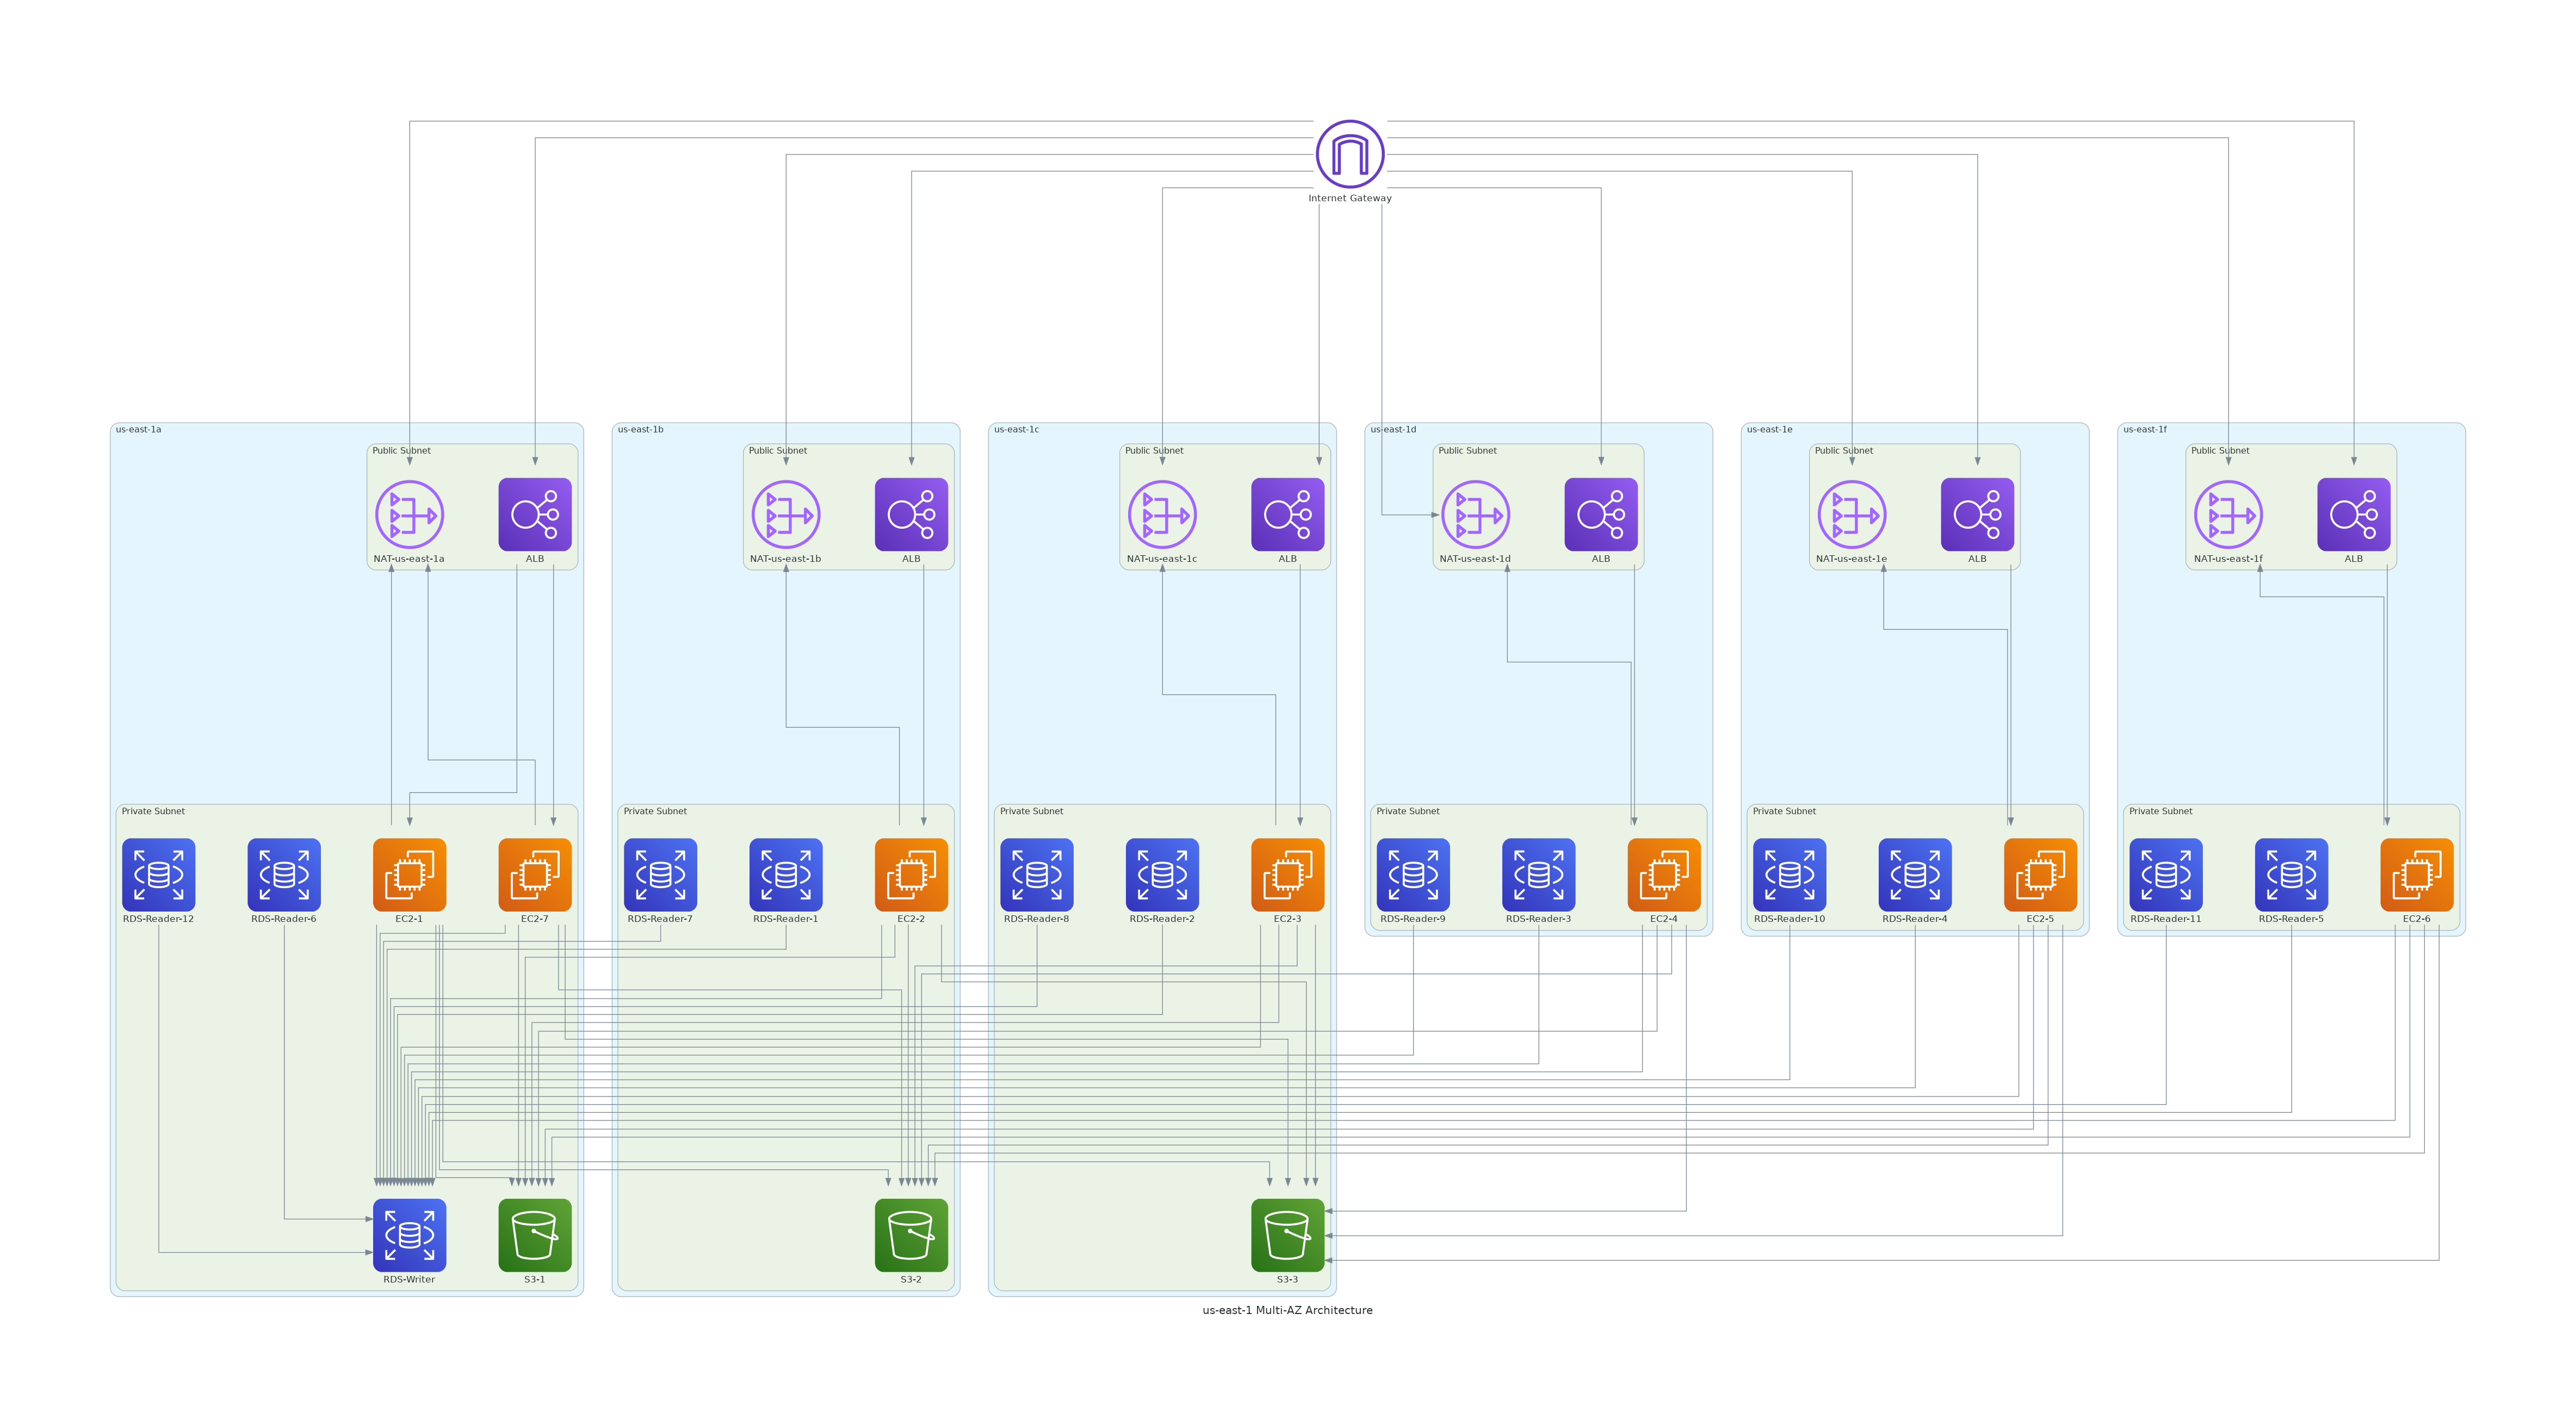 Internet Gateway
us-east-1a
us-east-1b
us-east-1c
us-east-1d
us-east-1e
us-east-1f
Public Subnet
Public Subnet
Public Subnet
Public Subnet
Public Subnet
Public Subnet
NAT-us-east-1a
ALB
NAT-us-east-1b
ALB
NAT-us-east-1c
ALB
NAT-us-east-1d
ALB
NAT-us-east-1e
ALB
NAT-us-east-1f
ALB
Private Subnet
Private Subnet
Private Subnet
Private Subnet
Private Subnet
Private Subnet
RDS-Reader-12
RDS-Reader-6
EC2-1
EC2-7
RDS-Reader-7
RDS-Reader-1
EC2-2
RDS-Reader-8
RDS-Reader-2
EC2-3
RDS-Reader-9
RDS-Reader-3
EC2-4
RDS-Reader-10
RDS-Reader-4
EC2-5
RDS-Reader-11
RDS-Reader-5
EC2-6
RDS-Writer
S3-1
S3-2
S3-3
us-east-1 Multi-AZ Architecture